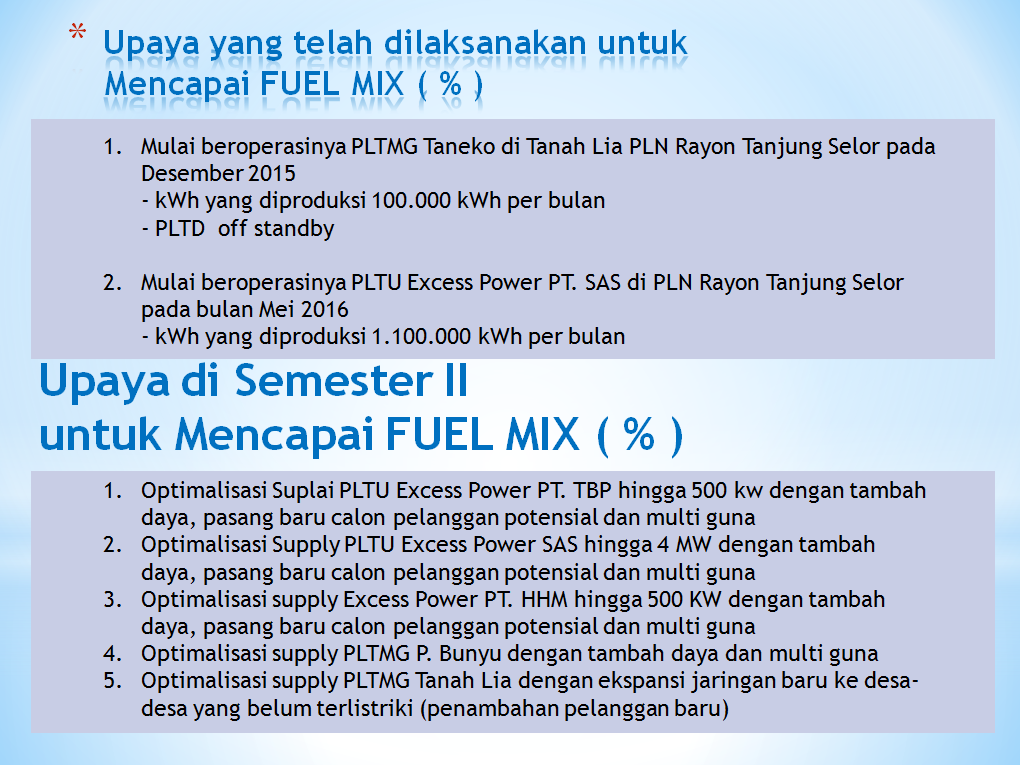 * Upaya yang telah dilaksanakan untuk
Mencapai FUEL MIX ( % )
1. Mulai beroperasinya PLTMG Taneko di Tanah Lia PLN Rayon Tanjung Selor pada
Desember 2015
- kWh yang diproduksi 100.000 kWh per bulan
- PLTD off standby
2. Mulai beroperasinya PLTU Excess Power PT. SAS di PLN Rayon Tanjung Selor
pada bulan Mei 2016
- kWh yang diproduksi 1.100.000 kWh per bulan
Upaya di Semester II
untuk Mencapai FUEL MIX ( % )
1. Optimalisasi Suplai PLTU Excess Power PT. TBP hingga 500 kw dengan tambah
daya, pasang baru calon pelanggan potensial dan multi guna
2. Optimalisasi Supply PLTU Excess Power SAS hingga 4 MW dengan tambah
daya, pasang baru calon pelanggan potensial dan multi guna
3. Optimalisasi supply Excess Power PT. HHM hingga 500 KW dengan tambah
daya, pasang baru calon pelanggan potensial dan multi guna
4. Optimalisasi supply PLTMG P. Bunyu dengan tambah daya dan multi guna
5. Optimalisasi supply PLTMG Tanah Lia dengan ekspansi jaringan baru ke desa-
desa yang belum terlistriki (penambahan pelanggan baru)